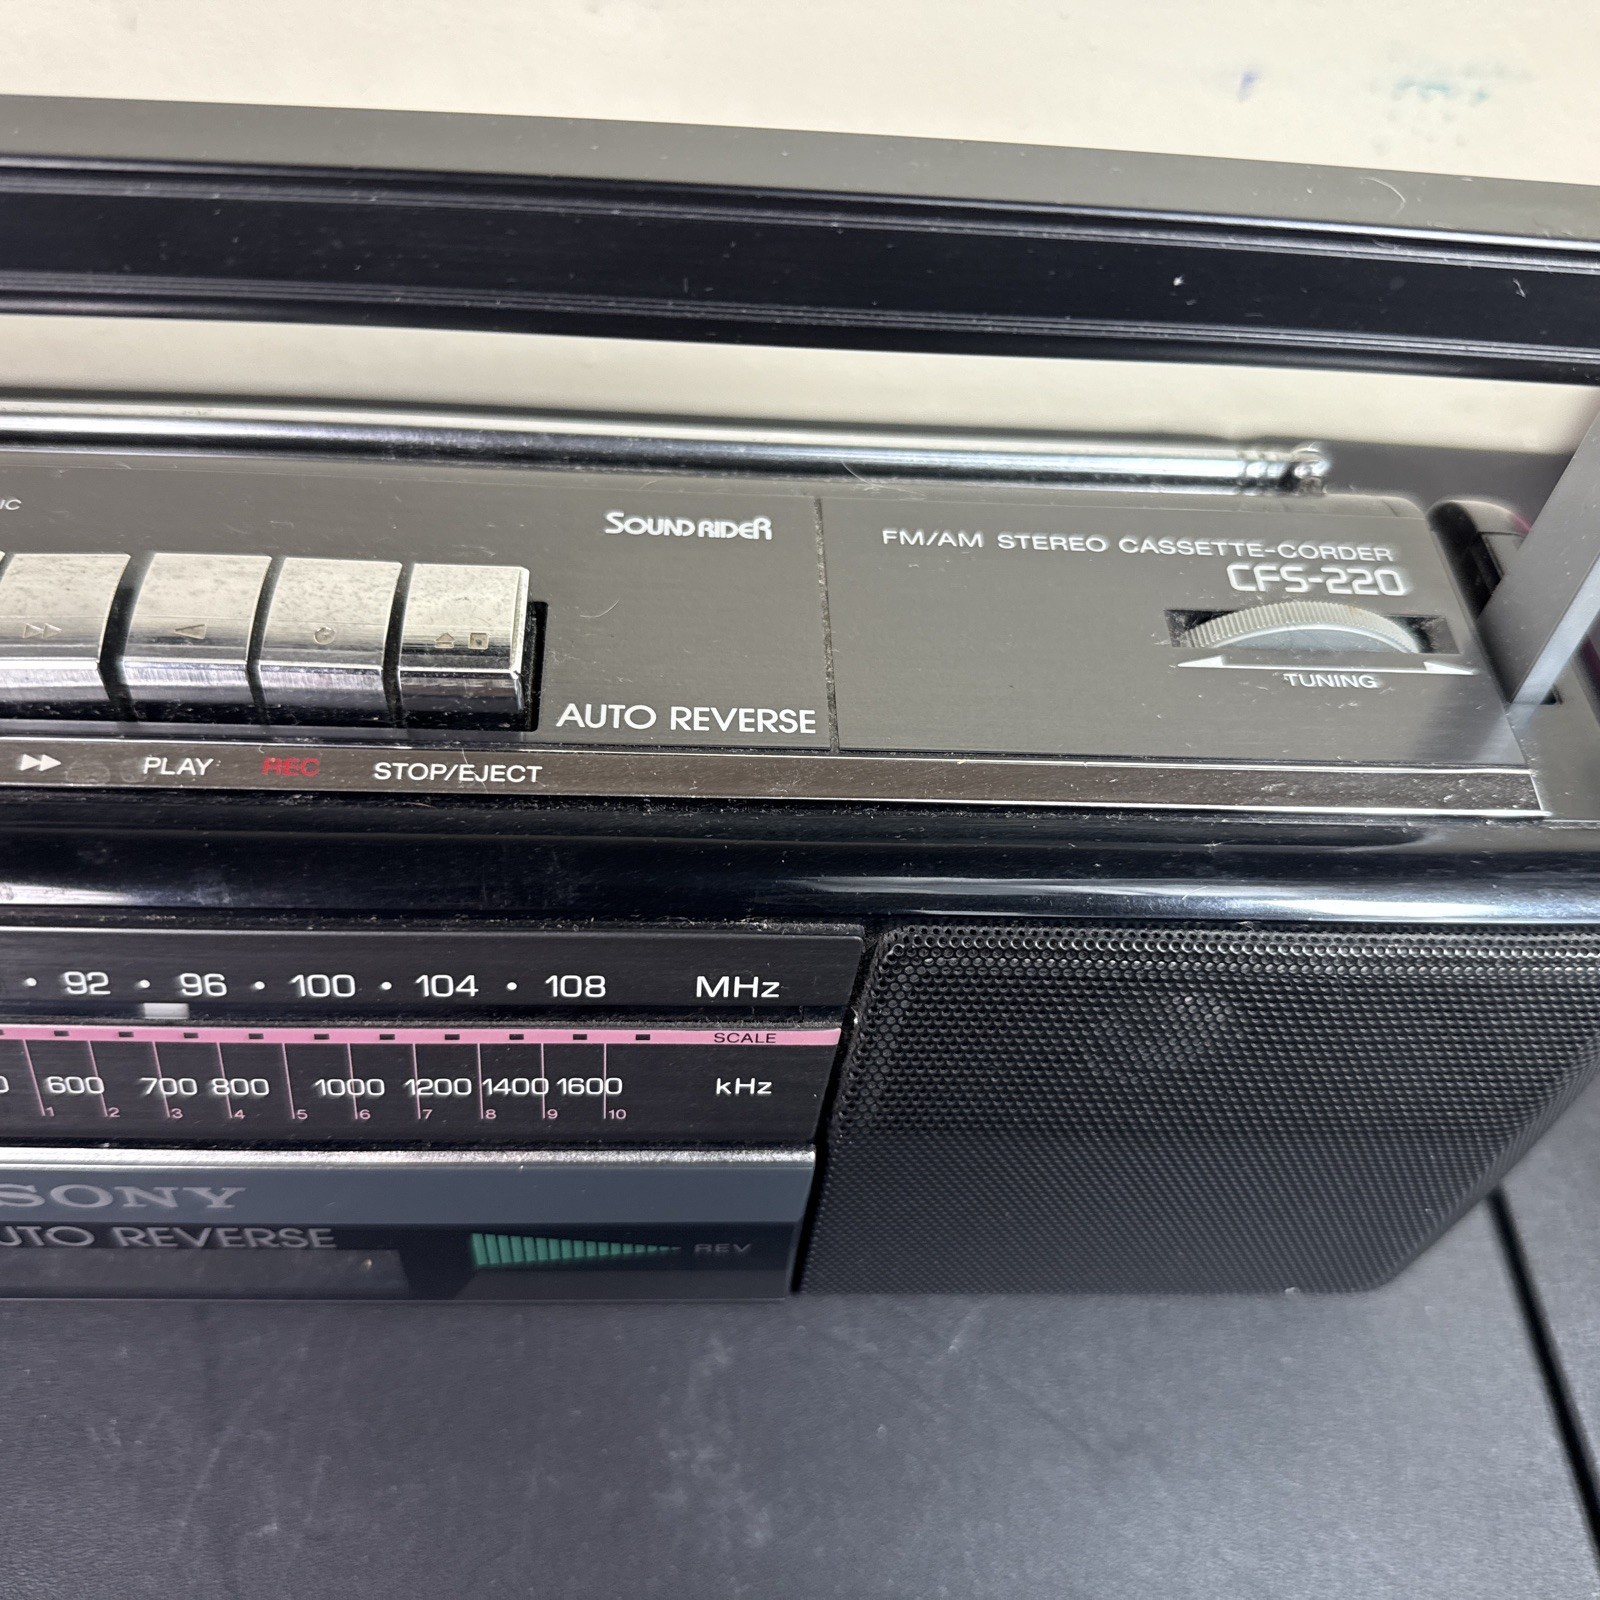 IC
SOUND RIDER
FM/AM STEREO CASSETTE-CORDER
CFS-220
TUNING
AUTO REVERSE
PLAY REC STOP/EJECT
92 • 96 • 100 • 104 • 108 MHz
SCALE
600 700 800 1000 1200 1400 1600 kHz
1 2 3 4 5 6 7 8 9 10
SONY
UTO REVERSE
REV